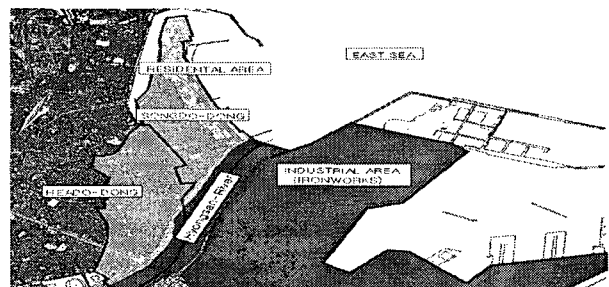 EAST SEA
RESIDENTAL AREA
SONGDO-DONG
INDUSTRIAL AREA
(IRONWORKS)
HEADO-DONG
Hyongsan-River